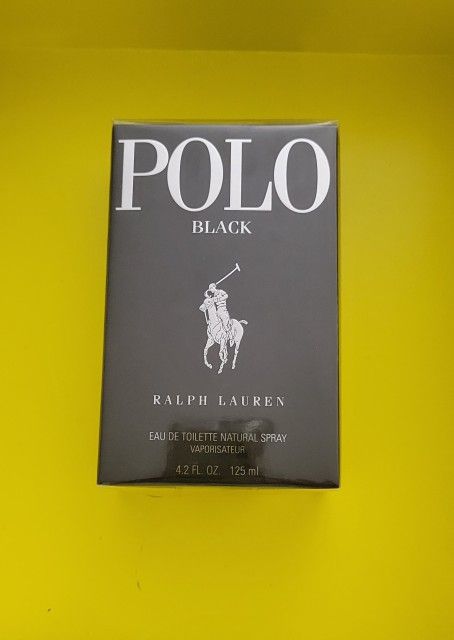 POLO
BLACK
RALPH LAUREN
EAU DE TOILETTE NATURAL SPRAY
VAPORISATEUR
4.2 FL. OZ. 125 ml